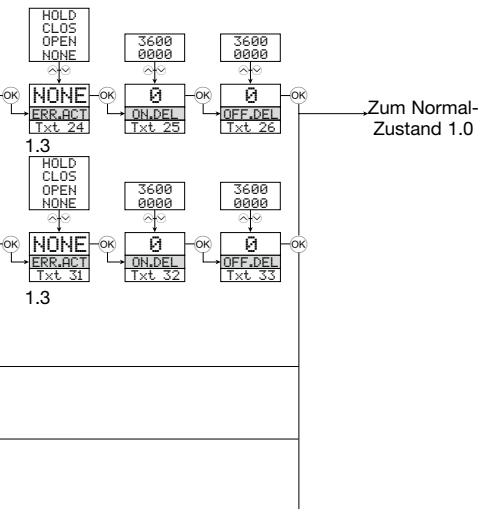 HOLD
CLOS
OPEN
NONE
3600
0000
3600
0000
OK NONE OK 0 OK 0 OK
ERR.ACT ON.DEL OFF.DEL
Txt 24 Txt 25 Txt 26
1.3
Zum Normal-
Zustand 1.0
HOLD
CLOS
OPEN
NONE
3600
0000
3600
0000
OK NONE OK 0 OK 0 OK
ERR.ACT ON.DEL OFF.DEL
Txt 31 Txt 32 Txt 33
1.3